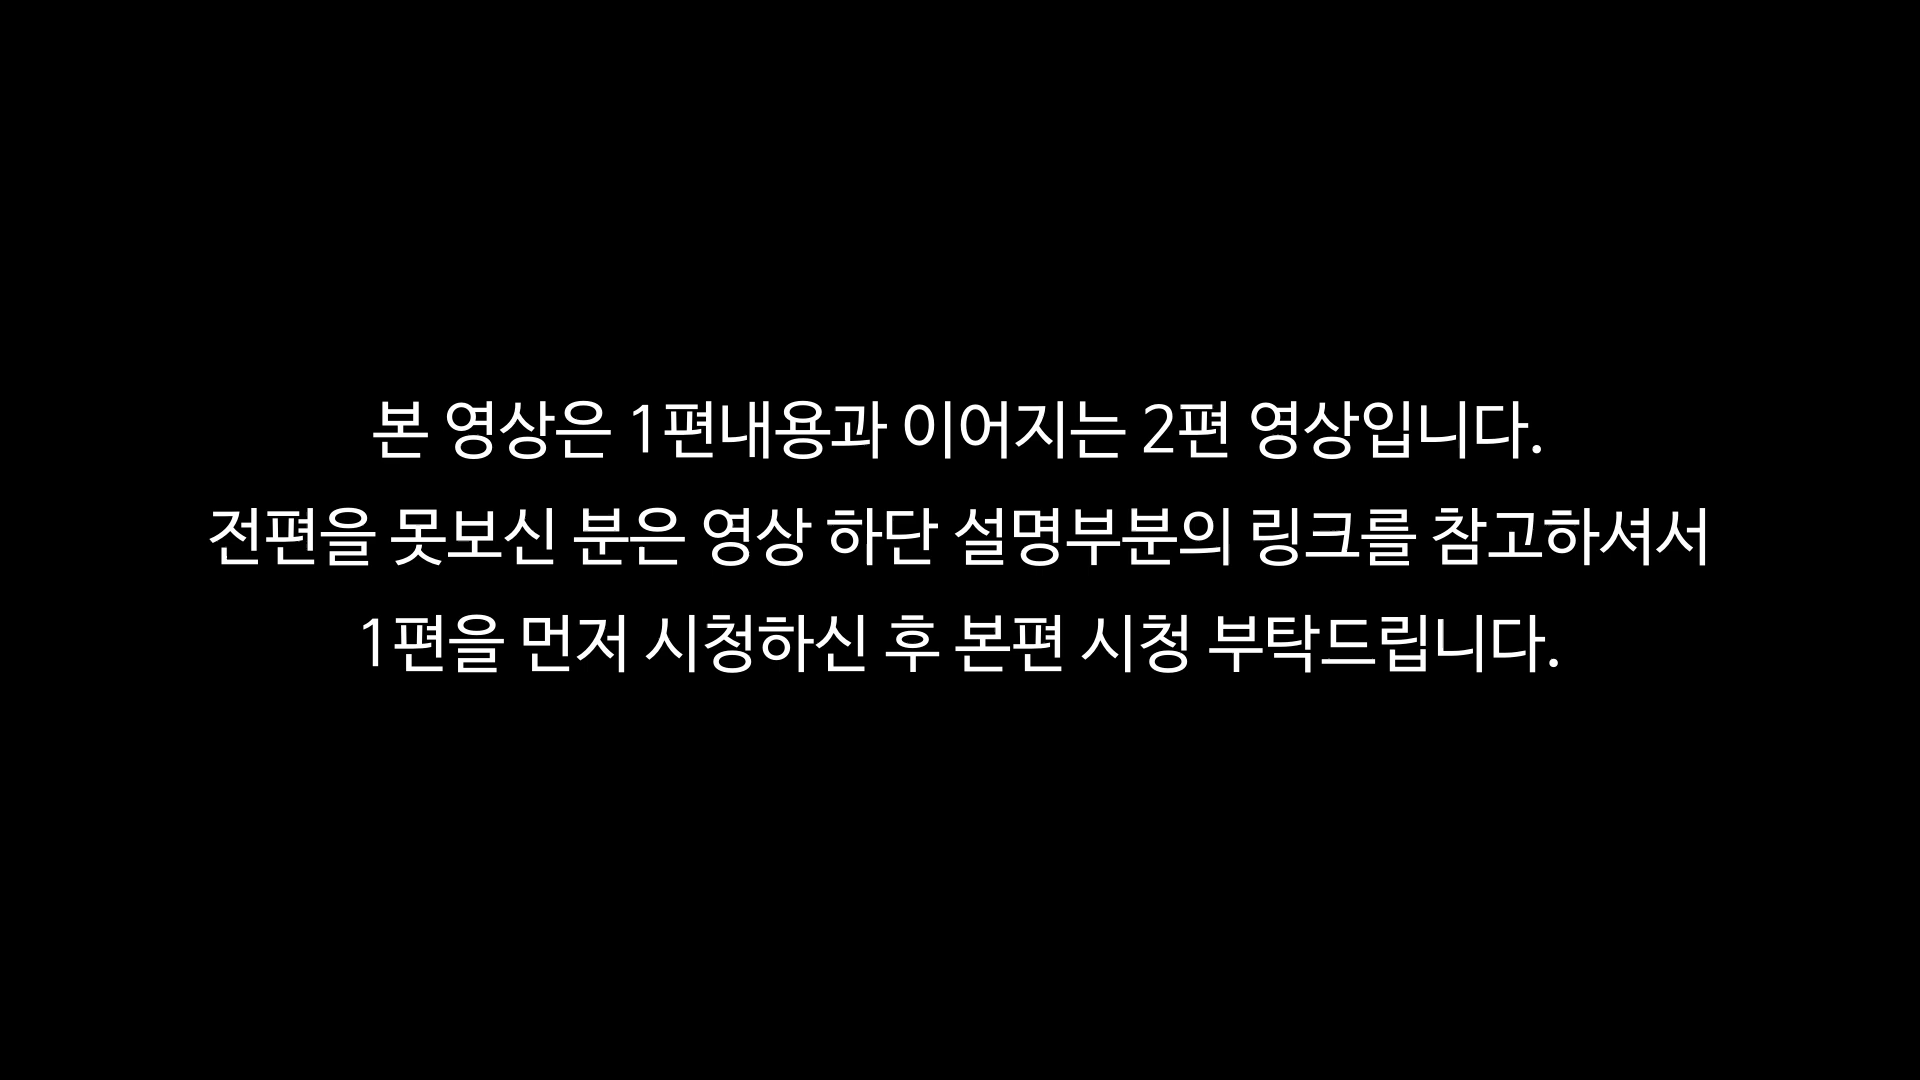 본 영상은 1편내용과 이어지는 2편 영상입니다.
전편을 못보신 분은 영상 하단 설명부분의 링크를 참고하셔서
1편을 먼저 시청하신 후 본편 시청 부탁드립니다.